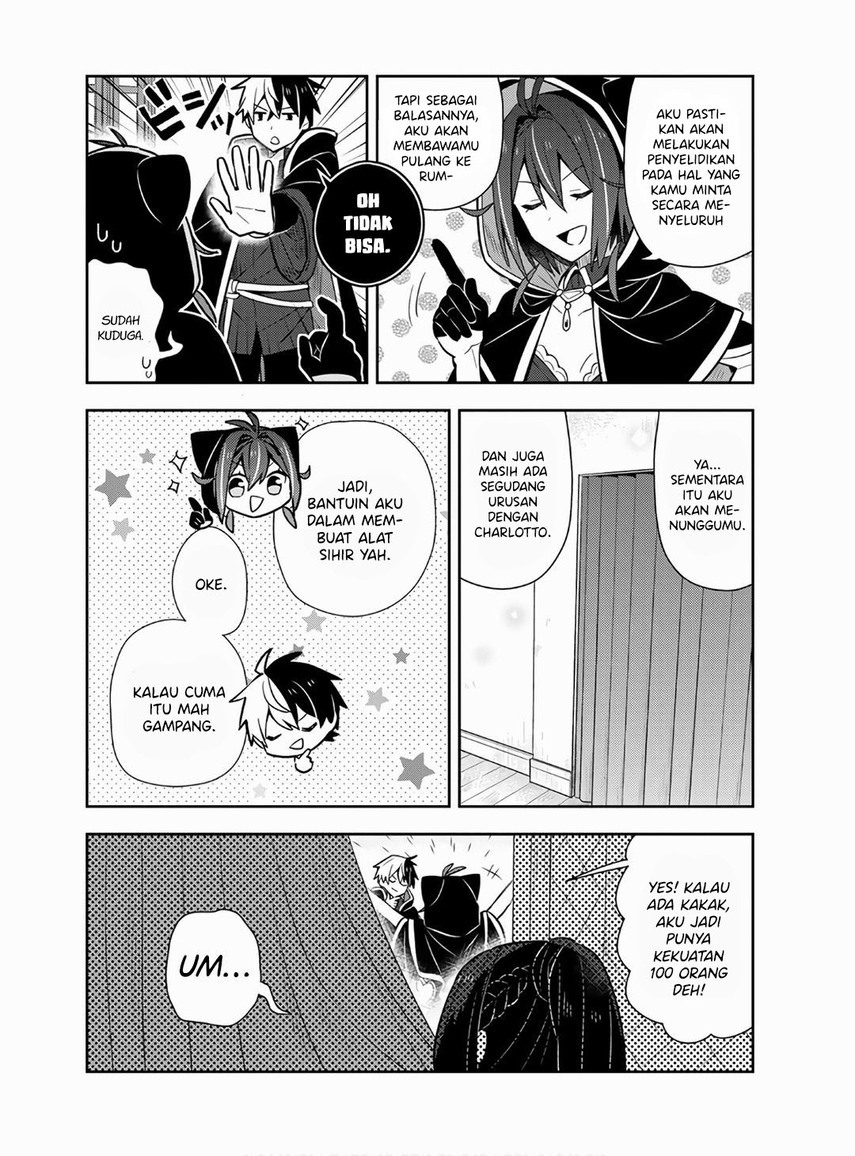 AKU PASTI-
KAN AKAN
MELAKUKAN
PENYELIDIKAN
PADA HAL YANG
KAMU MINTA
SECARA ME-
NYELURUH
TAPI SEBAGAI
BALASANNYA,
AKU AKAN
MEMBAWAMU
PULANG KE
RUM-
ビシッ
OH
TIDAK
BISA.
SUDAH
KUDUGA.
YA...
SEMENTARA
ITU AKU
AKAN ME-
NUNGGUMU.
DAN JUGA
MASIH ADA
SEGUDANG
URUSAN
DENGAN
CHARLOTTO.
JADI,
BANTUIN AKU
DALAM MEM-
BUAT ALAT
SIHIR YAH.
OKE.
KALAU CUMA
ITU MAH
GAMPANG.
YES! KALAU
ADA KAKAK,
AKU JADI
PUNYA
KEKUATAN
100 ORANG
DEH!
UM...